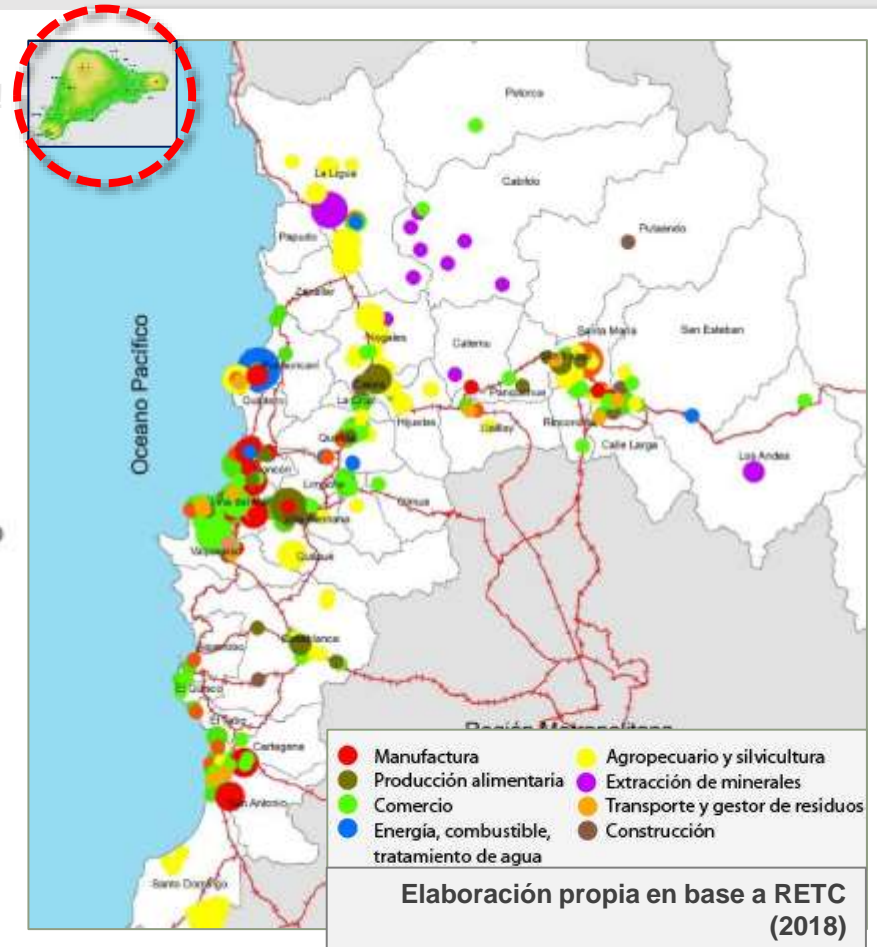 Petorca
La Ligua
Cabildo
Putaendo
Papudo
Zapallar
Oceano Pacífico
Nogales
Catemu
Santa María
San Esteban
Puchuncaví
Quintero
La Cruz
Panquehue
Hijuelas
Llaillay
Rinconada
Calle Larga
Los Andes
Quillota
Concón
Limache
Olmué
Viña del Mar
Villa Alemana
Valparaíso
Quilpué
Casablanca
Algarrobo
El Quisco
El Tabo
Cartagena
San Antonio
Santo Domingo
Región Metropolitana
Manufactura
Producción alimentaria
Comercio
Energía, combustible,
tratamiento de agua
Agropecuario y silvicultura
Extracción de minerales
Transporte y gestor de residuos
Construcción
Elaboración propia en base a RETC
(2018)